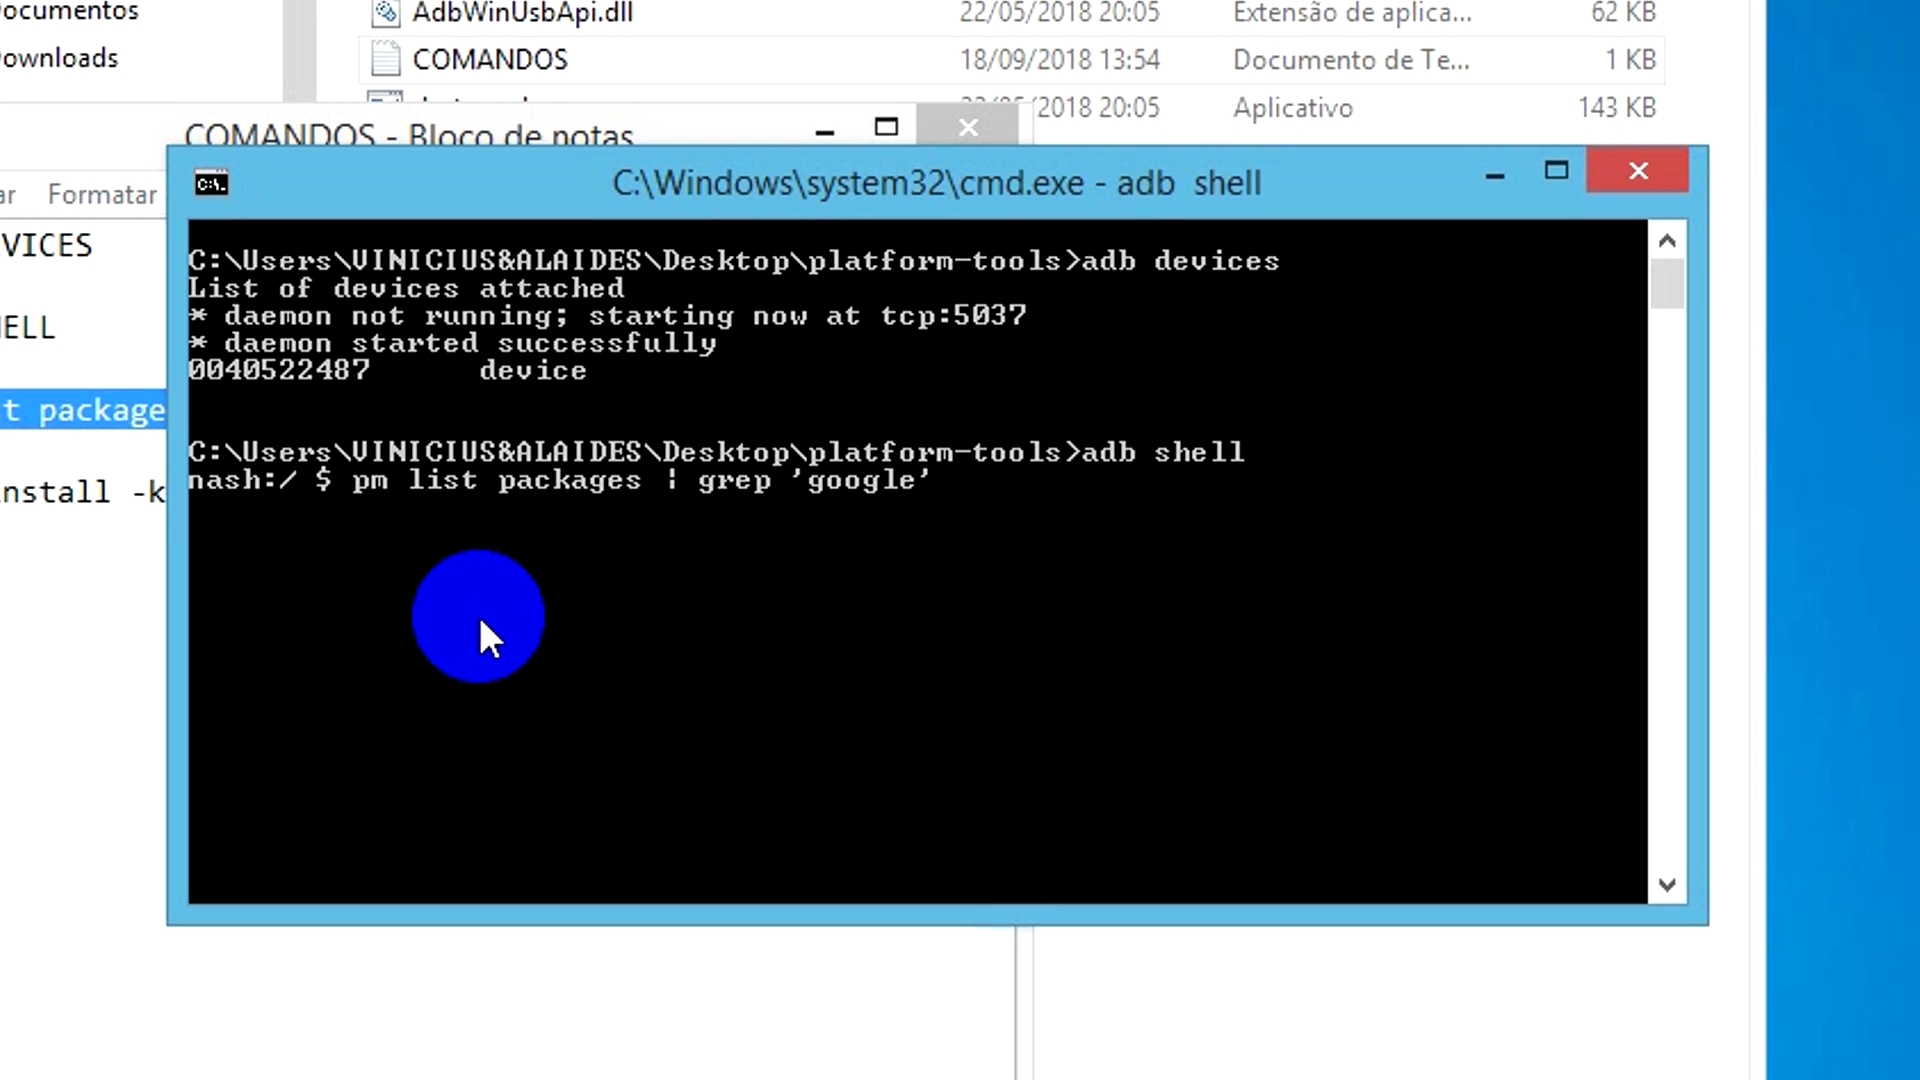 ocumentos
AdbWinUsbApi.dll 22/05/2018 20:05 Extensão de aplica... 62 KB
ownloads
COMANDOS 18/09/2018 13:54 Documento de Te... 1 KB
2018 20:05 Aplicativo 143 KB
COMANDOS - Bloco de notas
C:\Windows\system32\cmd.exe - adb shell
ar Formatar
VICES
ELL
t package
nstall -k
C:\Users\VINICIUS&ALAIDES\Desktop\platform-tools>adb devices
List of devices attached
* daemon not running; starting now at tcp:5037
* daemon started successfully
0040522487 device
C:\Users\VINICIUS&ALAIDES\Desktop\platform-tools>adb shell
nash:/ $ pm list packages | grep 'google'